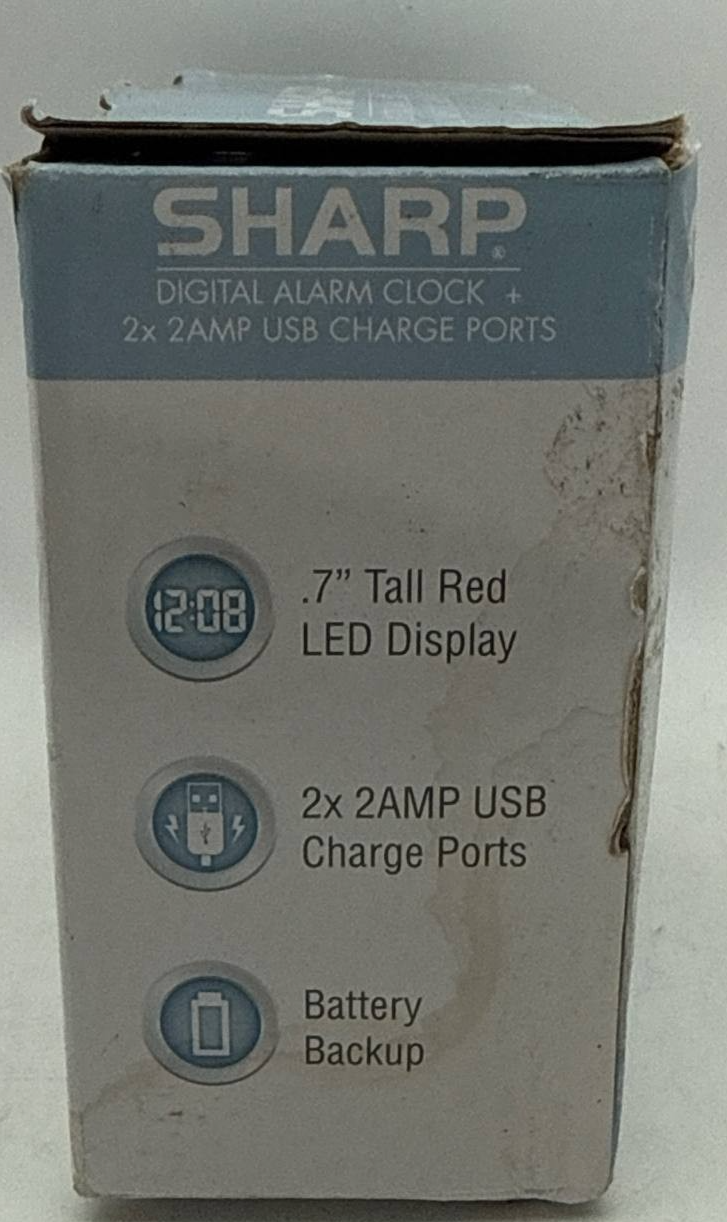 SHARP®
DIGITAL ALARM CLOCK +
2x 2AMP USB CHARGE PORTS
12:08
.7” Tall Red
LED Display
2x 2AMP USB
Charge Ports
Battery
Backup